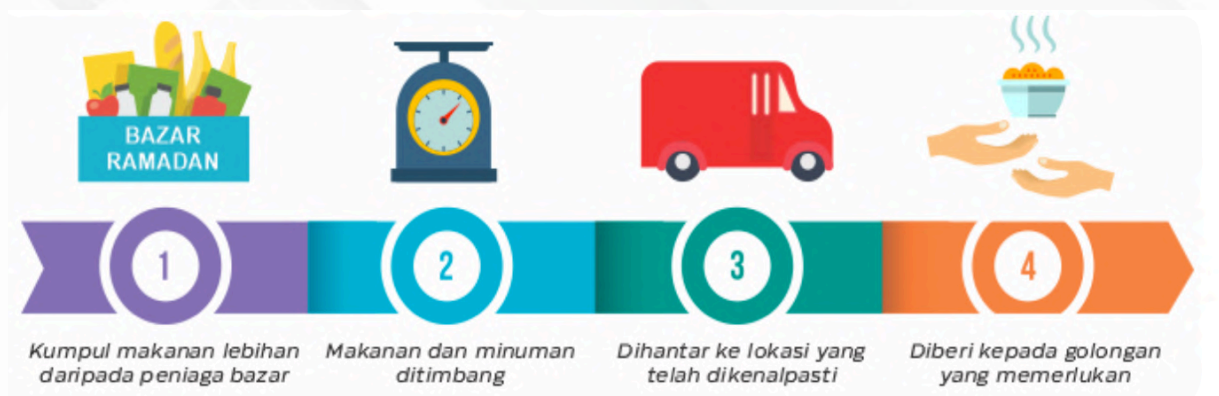 BAZAR
RAMADAN
1
2
3
4
Kumpul makanan lebihan
daripada peniaga bazar
Makanan dan minuman
ditimbang
Dihantar ke lokasi yang
telah dikenalpasti
Diberi kepada golongan
yang memerlukan